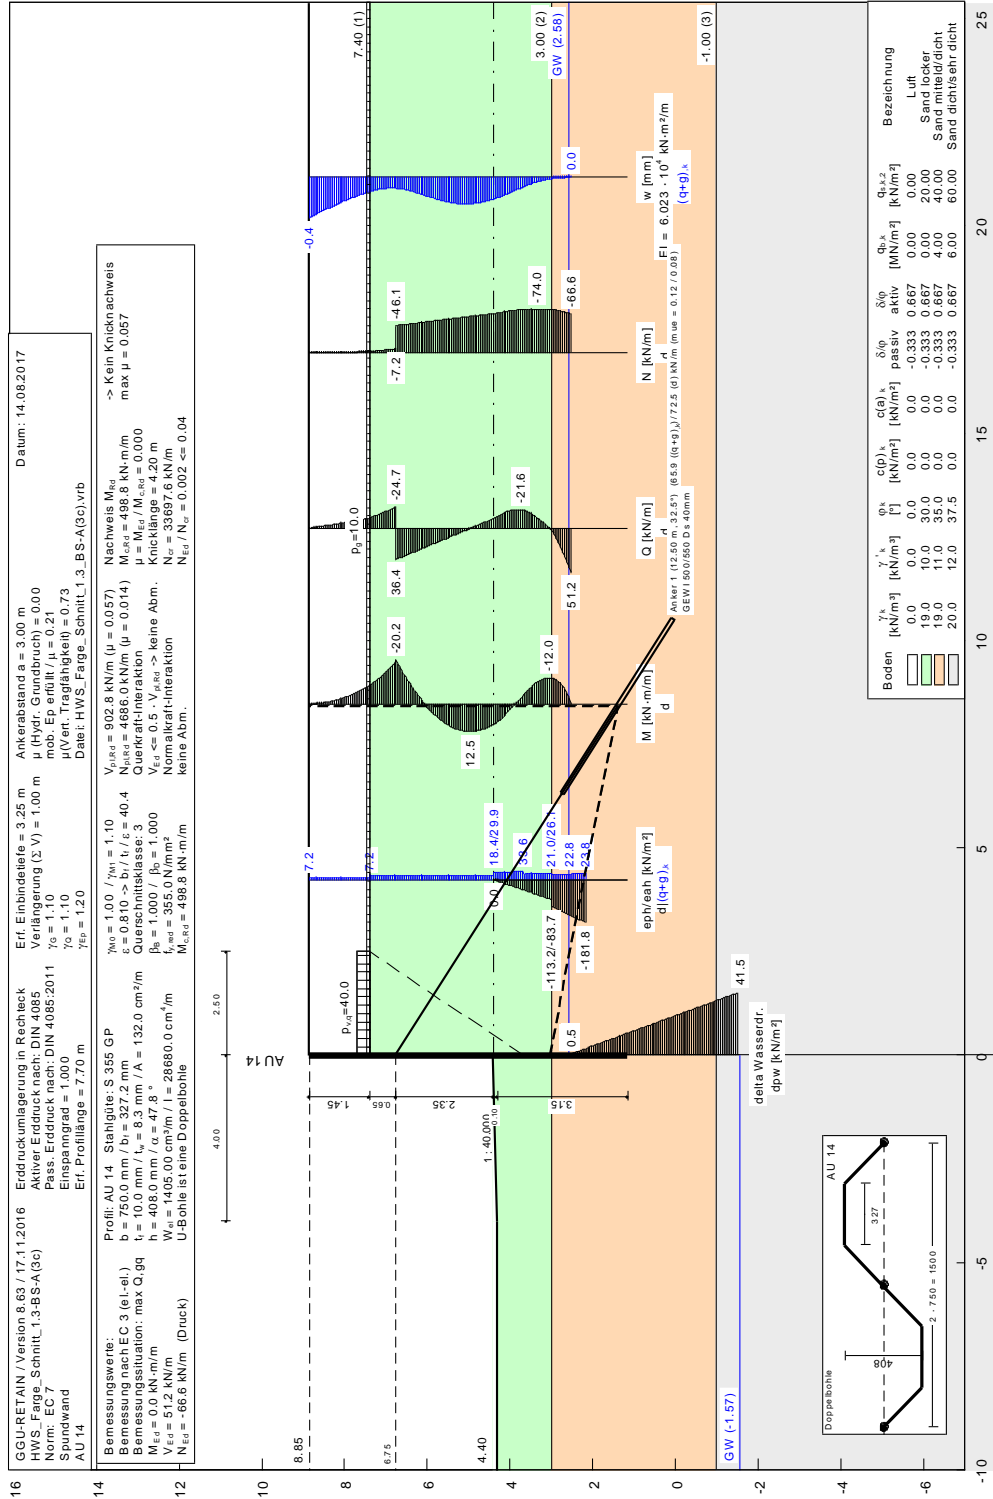 GGU-RETAIN / Version 8.63 / 17.11.2016
HWS_Farge_Schnitt_1.3-BS-A(3c)
Norm: EC 7
Spundwand
AU 14
Erddruckumlagerung in Rechteck
Aktiver Erddruck nach: DIN 4085
Pass. Erddruck nach: DIN 4085:2011
Einspanngrad = 1.000
Erf. Profillänge = 7.70 m
Erf. Einbindetiefe = 3.25 m
Verlängerung (Σ V) = 1.00 m
γG = 1.10
γQ = 1.10
γEp = 1.20
Ankerabstand a = 3.00 m
μ (Hydr. Grundbruch) = 0.00
mob. Ep erfüllt / μ = 0.21
μ(Vert. Tragfähigkeit) = 0.73
Datei: HWS_Farge_Schnitt_1.3_BS-A(3c).vrb
Datum: 14.08.2017
Bemessungswerte:
Bemessung nach EC 3 (el.-el.)
Bemessungssituation: max Q,gq
MEd = 0.0 kN·m/m
VEd = 51.2 kN/m
NEd = -66.6 kN/m (Druck)
Profil: AU 14 Stahlgüte: S 355 GP
b = 750.0 mm / bf = 327.2 mm
tf = 10.0 mm / tw = 8.3 mm / A = 132.0 cm²/m
h = 408.0 mm / α = 47.8 °
Wel = 1405.00 cm³/m / I = 28680.0 cm⁴/m
U-Bohle ist eine Doppelbohle
γM0 = 1.00 / γM1 = 1.10
ε = 0.810 -> bf / tf / ε = 40.4
Querschnittsklasse: 3
βB = 1.000 / βD = 1.000
fy,red = 355.0 N/mm²
Mc,Rd = 498.8 kN·m/m
Vpl,Rd = 902.8 kN/m (μ = 0.057)
Npl,Rd = 4686.0 kN/m (μ = 0.014)
Querkraft-Interaktion
VEd <= 0.5 · Vpl,Rd -> keine Abm.
Normalkraft-Interaktion
keine Abm.
Nachweis MRd
Mc,Rd = 498.8 kN·m/m
μ = MEd / Mc,Rd = 0.000
Knicklänge = 4.20 m
Ncr = 33697.6 kN/m
NEd / Ncr = 0.002 <= 0.04
-> Kein Knicknachweis
max μ = 0.057
16
14
12
10
8
6
4
2
0
-2
-4
-6
-10
-5
0
5
10
15
20
25
4.00
2.50
8.85
6.75
4.40
AU 14
1.45
0.65
2.35
0.10
3.15
1 : 40.000
pv,q=40.0
pg=10.0
7.40 (1)
3.00 (2)
GW (2.58)
-1.00 (3)
GW (-1.57)
7.2
7.2
18.4/29.9
21.0/26.1
22.8
23.8
0.0
-113.2/-83.7
-181.8
eph/eah [kN/m²]
d|(q+g),k
0.5
41.5
delta Wasserdr.
dpw [kN/m²]
-20.2
12.5
-12.0
M [kN·m/m]
d
-24.7
36.4
-21.6
51.2
Q [kN/m]
d
-7.2
-46.1
-74.0
-66.6
N [kN/m]
d
-0.4
0.0
w [mm]
EI = 6.023 · 10⁴ kN·m²/m
(q+g),k
Anker 1 (12.50 m, 32.5°) (65.9 ((q+g),k) / 72.5 (d) kN/m (mue = 0.12 / 0.08)
GEWI 500/550 Ds 40mm
Doppelbohle
AU 14
327
408
2 · 750 = 1500
Boden γk [kN/m³] γ'k [kN/m³] φk [°] c(p),k [kN/m²] c(a),k [kN/m²] δ/φ passiv δ/φ aktiv qb,k [MN/m²] qs,k,2 [kN/m²] Bezeichnung
0.0 0.0 0.0 0.0 0.0 -0.333 0.667 0.00 0.00 Luft
19.0 10.0 30.0 0.0 0.0 -0.333 0.667 0.00 20.00 Sand locker
19.0 11.0 35.0 0.0 0.0 -0.333 0.667 4.00 40.00 Sand mitteld/dicht
20.0 12.0 37.5 0.0 0.0 -0.333 0.667 6.00 60.00 Sand dicht/sehr dicht